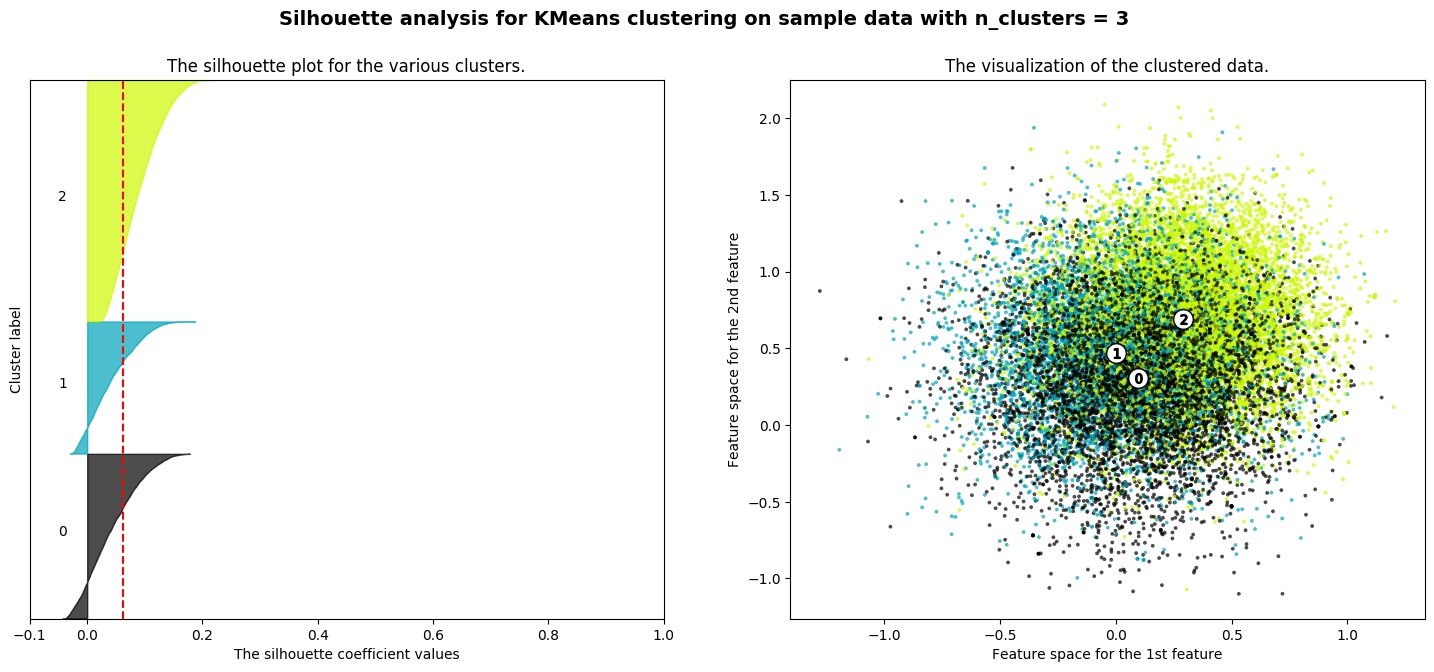 Silhouette analysis for KMeans clustering on sample data with n_clusters = 3
The silhouette plot for the various clusters.
Cluster label
2
1
0
−0.1 0.0 0.2 0.4 0.6 0.8 1.0
The silhouette coefficient values
The visualization of the clustered data.
Feature space for the 2nd feature
2.0
1.5
1.0
0.5
0.0
−0.5
−1.0
2
1
0
−1.0 −0.5 0.0 0.5 1.0
Feature space for the 1st feature